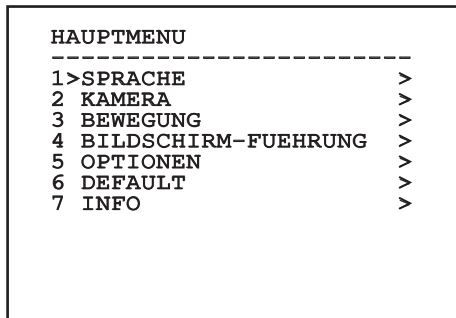 HAUPTMENU
------------------------
1>SPRACHE >
2 KAMERA >
3 BEWEGUNG >
4 BILDSCHIRM-FUEHRUNG >
5 OPTIONEN >
6 DEFAULT >
7 INFO >